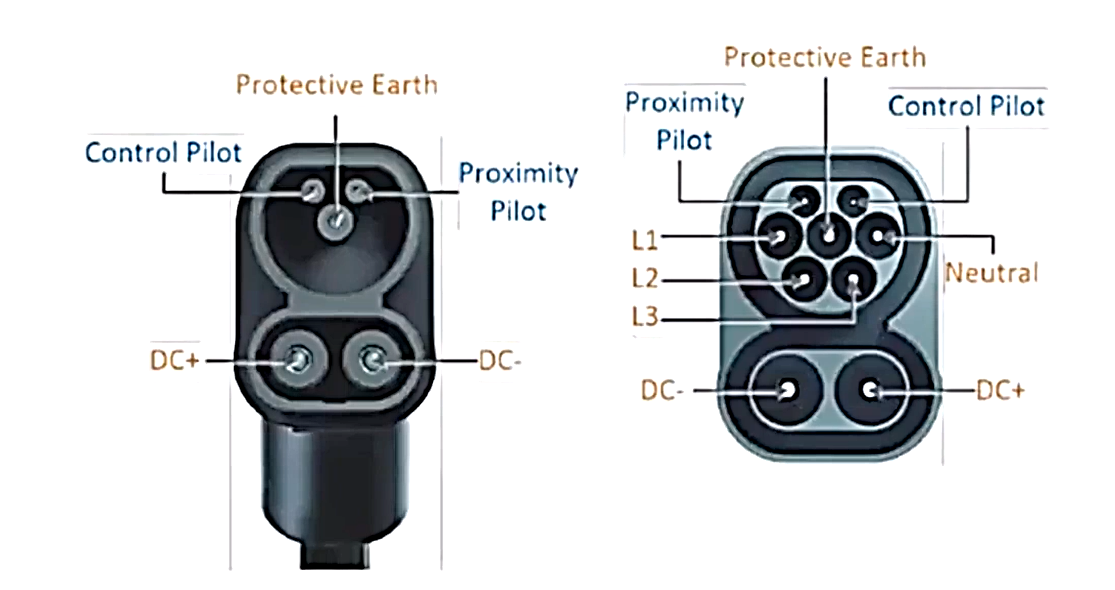 Protective Earth
Control Pilot
Proximity
Pilot
DC+
DC-
Protective Earth
Proximity
Pilot
Control Pilot
L1
L2
L3
Neutral
DC-
DC+